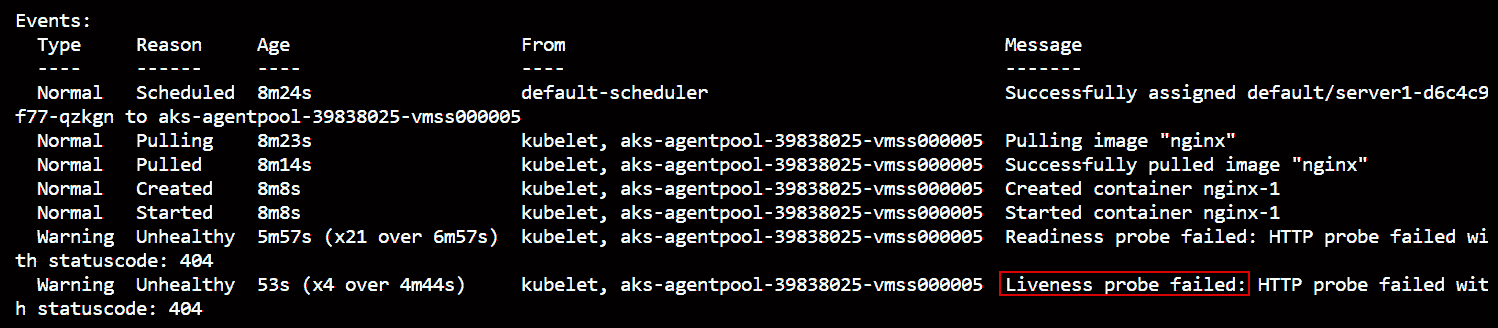 Events:
  Type     Reason     Age                    From                                         Message
  ----     ------     ----                   ----                                         -------
  Normal   Scheduled  8m24s                  default-scheduler                            Successfully assigned default/server1-d6c4c9
f77-qzkgn to aks-agentpool-39838025-vmss000005
  Normal   Pulling    8m23s                  kubelet, aks-agentpool-39838025-vmss000005  Pulling image "nginx"
  Normal   Pulled     8m14s                  kubelet, aks-agentpool-39838025-vmss000005  Successfully pulled image "nginx"
  Normal   Created    8m8s                   kubelet, aks-agentpool-39838025-vmss000005  Created container nginx-1
  Normal   Started    8m8s                   kubelet, aks-agentpool-39838025-vmss000005  Started container nginx-1
  Warning  Unhealthy  5m57s (x21 over 6m57s)  kubelet, aks-agentpool-39838025-vmss000005  Readiness probe failed: HTTP probe failed wi
th statuscode: 404
  Warning  Unhealthy  53s (x4 over 4m44s)    kubelet, aks-agentpool-39838025-vmss000005  Liveness probe failed: HTTP probe failed wit
h statuscode: 404